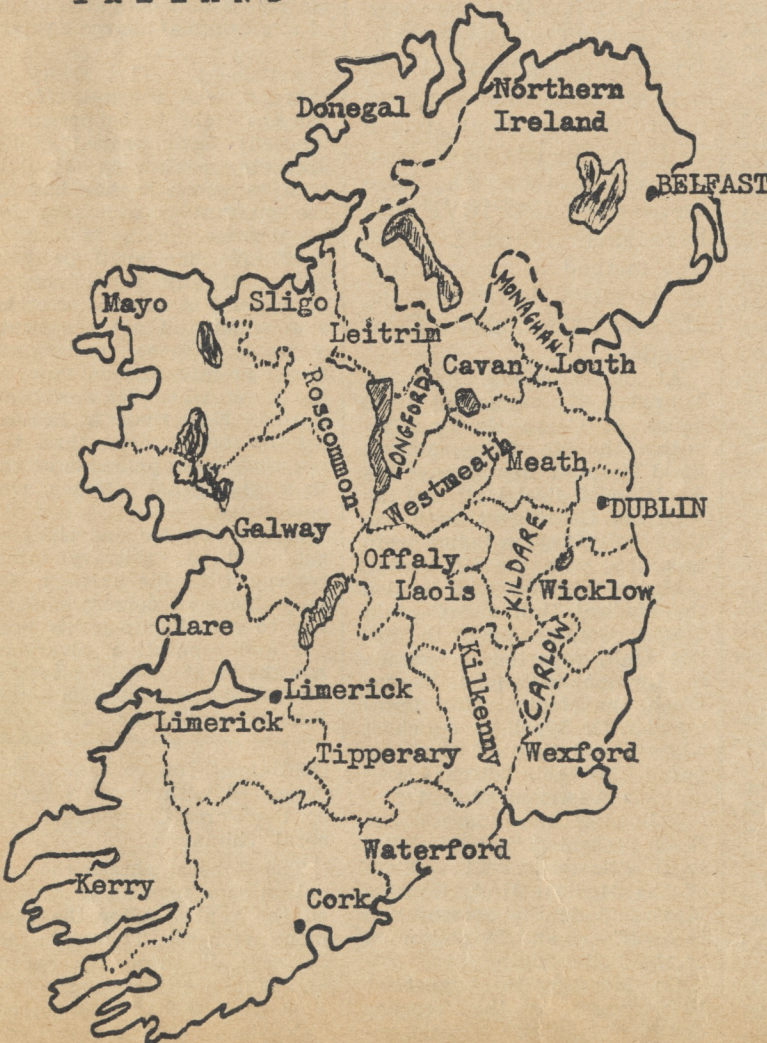 Donegal
Northern
Ireland
BELFAST
MONAGHAN
Mayo
Sligo
Leitrim
Cavan
Louth
Roscommon
LONGFORD
Westmeath
Meath
DUBLIN
Galway
Offaly
KILDARE
Laois
Wicklow
Clare
CARLOW
Kilkenny
Limerick
Limerick
Tipperary
Wexford
Waterford
Kerry
Cork